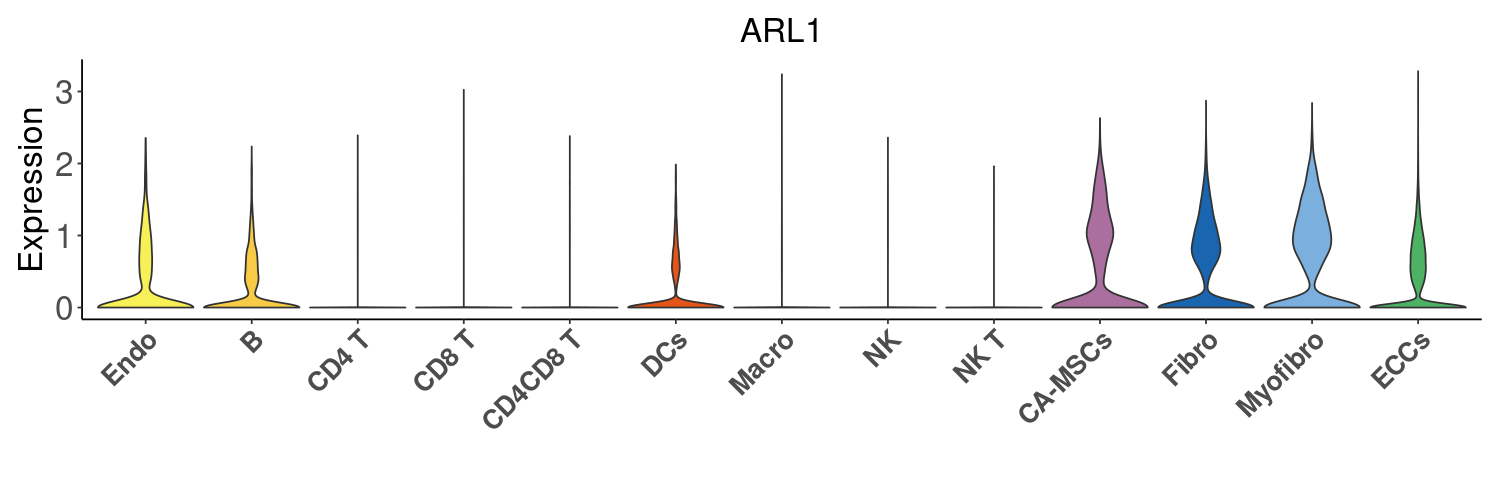 ARL1
Expression
3
2
1
0
Endo
B
CD4 T
CD8 T
CD4CD8 T
DCs
Macro
NK
NK T
CA-MSCs
Fibro
Myofibro
ECCs